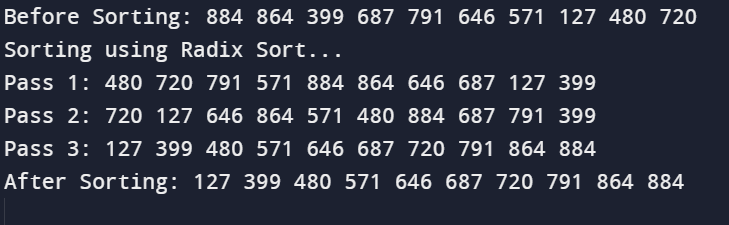 Before Sorting: 884 864 399 687 791 646 571 127 480 720
Sorting using Radix Sort...
Pass 1: 480 720 791 571 884 864 646 687 127 399
Pass 2: 720 127 646 864 571 480 884 687 791 399
Pass 3: 127 399 480 571 646 687 720 791 864 884
After Sorting: 127 399 480 571 646 687 720 791 864 884